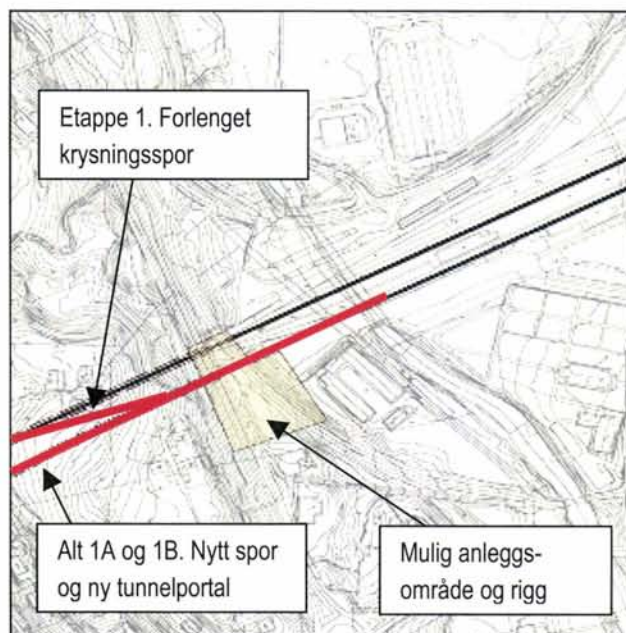 Etappe 1. Forlenget
krysningsspor
Alt 1A og 1B. Nytt spor
og ny tunnelportal
Mulig anleggs-
område og rigg